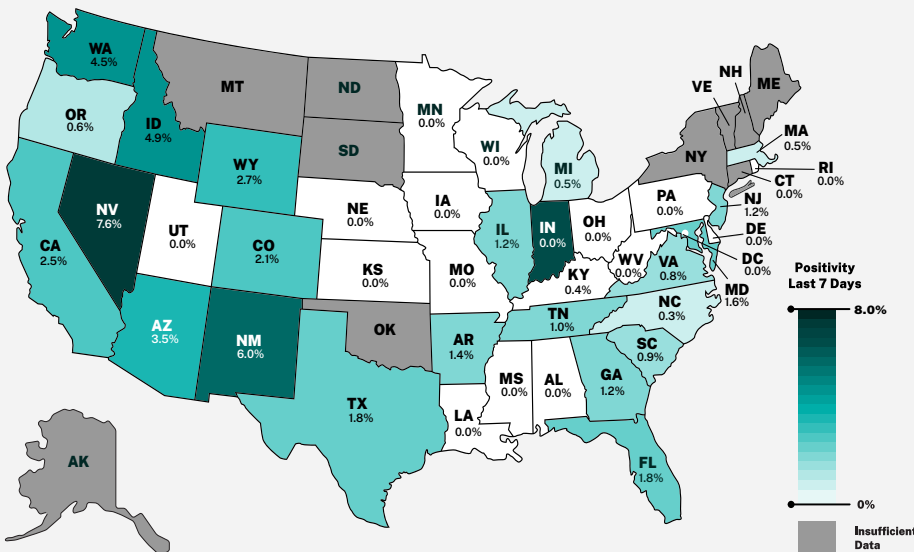 WA
4.5%
MT
ND
MN
0.0%
VE
NH
ME
OR
0.6%
ID
4.9%
SD
WI
0.0%
MI
0.5%
NY
MA
0.5%
RI
0.0%
CT
0.0%
WY
2.7%
NV
7.6%
UT
0.0%
CO
2.1%
CA
2.5%
NE
0.0%
IA
0.0%
IL
1.2%
IN
0.0%
OH
0.0%
PA
0.0%
NJ
1.2%
DE
0.0%
DC
0.0%
MD
1.6%
KS
0.0%
MO
0.0%
KY
0.4%
WV
0.0%
VA
0.8%
AZ
3.5%
NM
6.0%
OK
AR
1.4%
TN
1.0%
NC
0.3%
SC
0.9%
TX
1.8%
LA
0.0%
MS
0.0%
AL
0.0%
GA
1.2%
FL
1.8%
AK
Positivity
Last 7 Days
8.0%
0%
Insufficient
Data